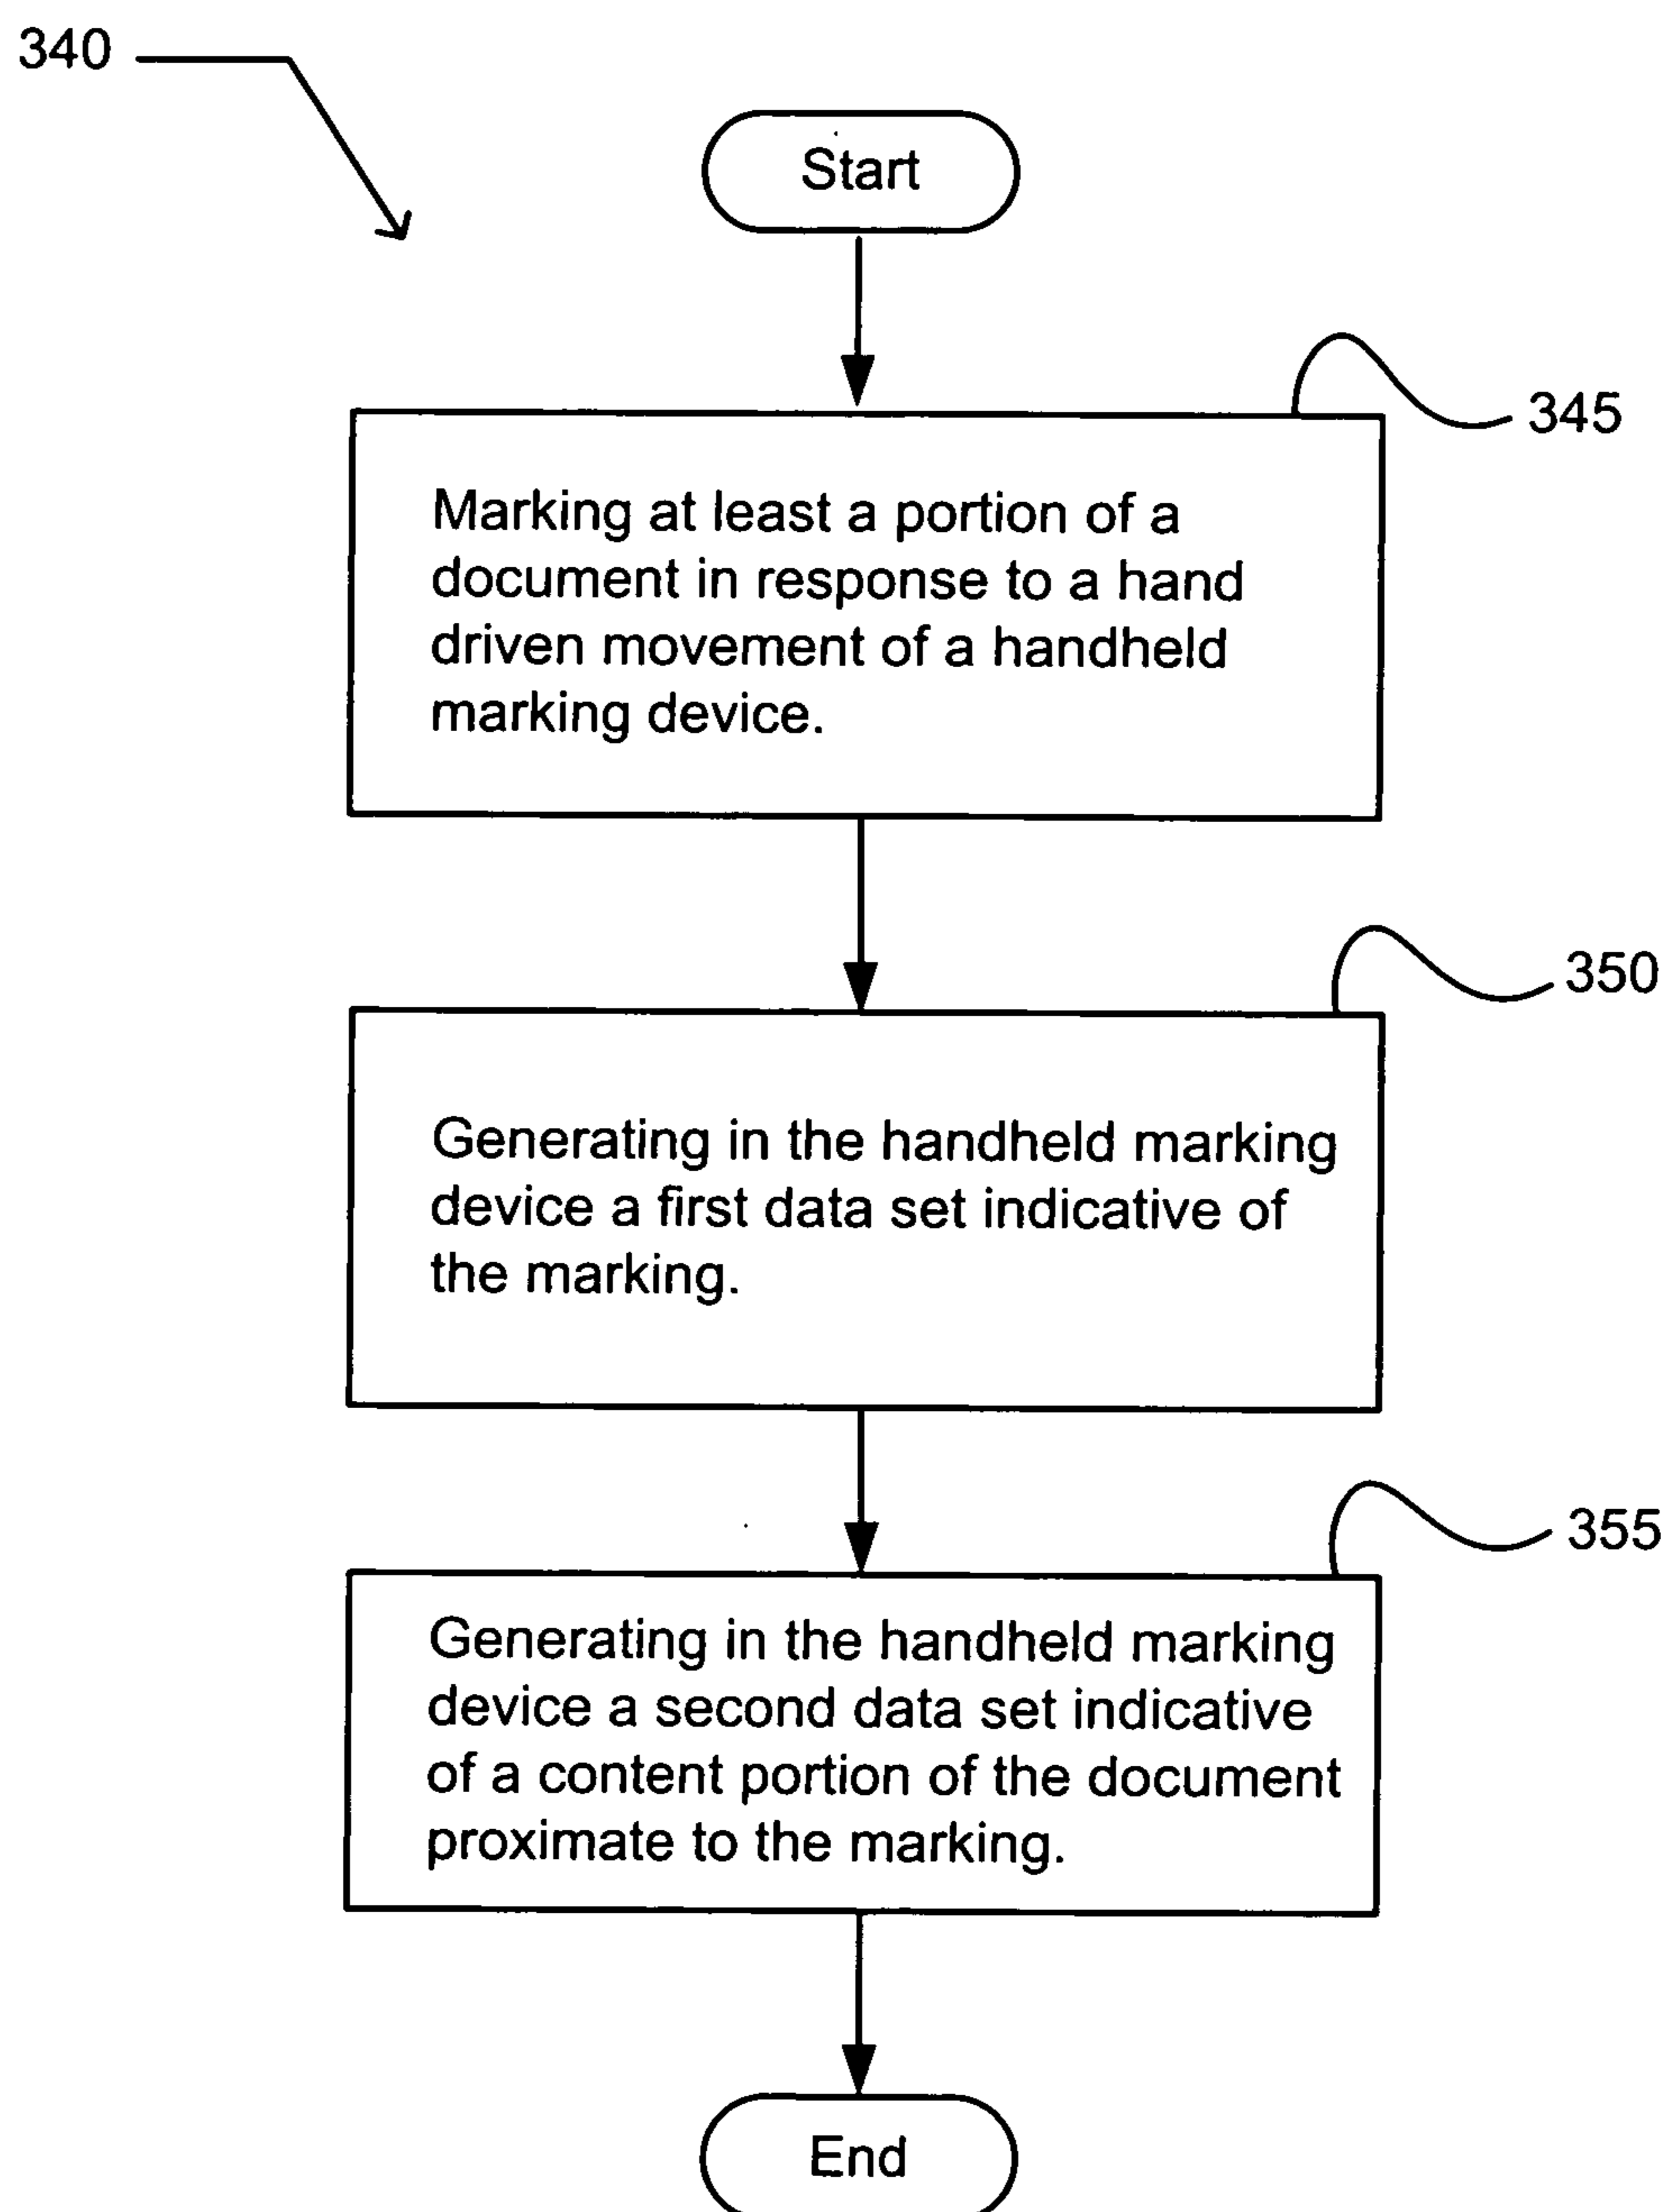 340
Start
345
Marking at least a portion of a
document in response to a hand
driven movement of a handheld
marking device.
350
Generating in the handheld marking
device a first data set indicative of
the marking.
355
Generating in the handheld marking
device a second data set indicative
of a content portion of the document
proximate to the marking.
End